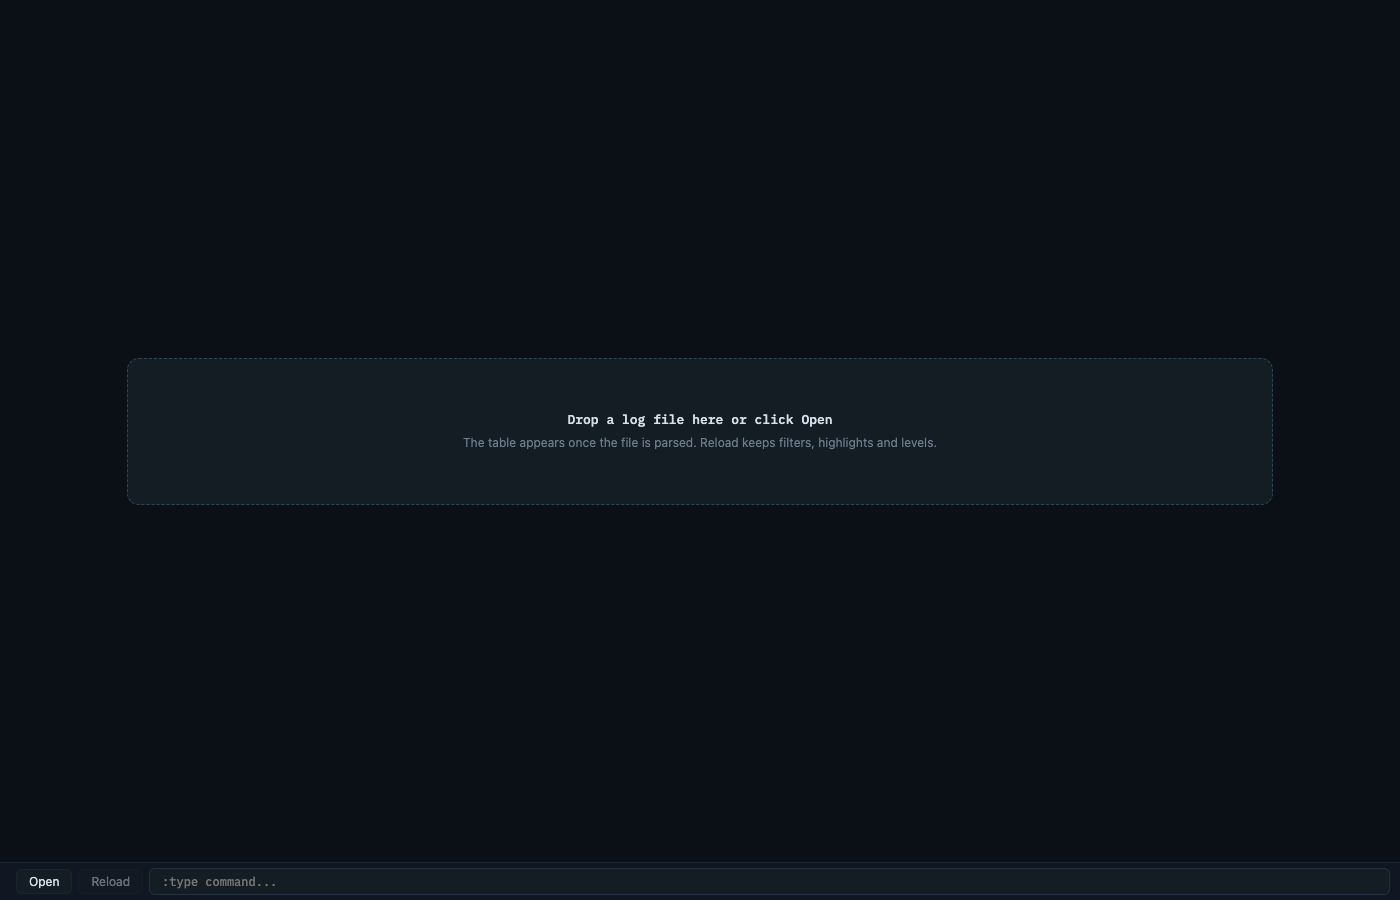 Drop a log file here or click Open
The table appears once the file is parsed. Reload keeps filters, highlights and levels.
Open
Reload
:type command...